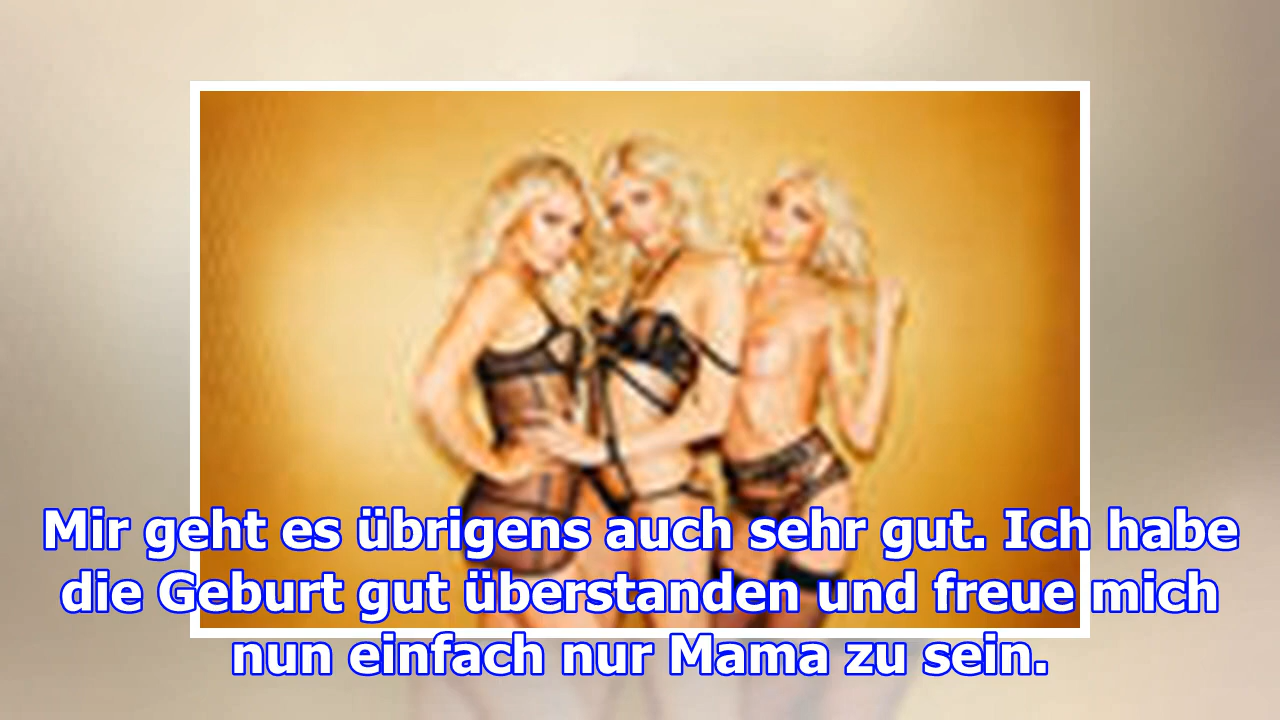 Mir geht es übrigens auch sehr gut. Ich habe
die Geburt gut überstanden und freue mich
nun einfach nur Mama zu sein.